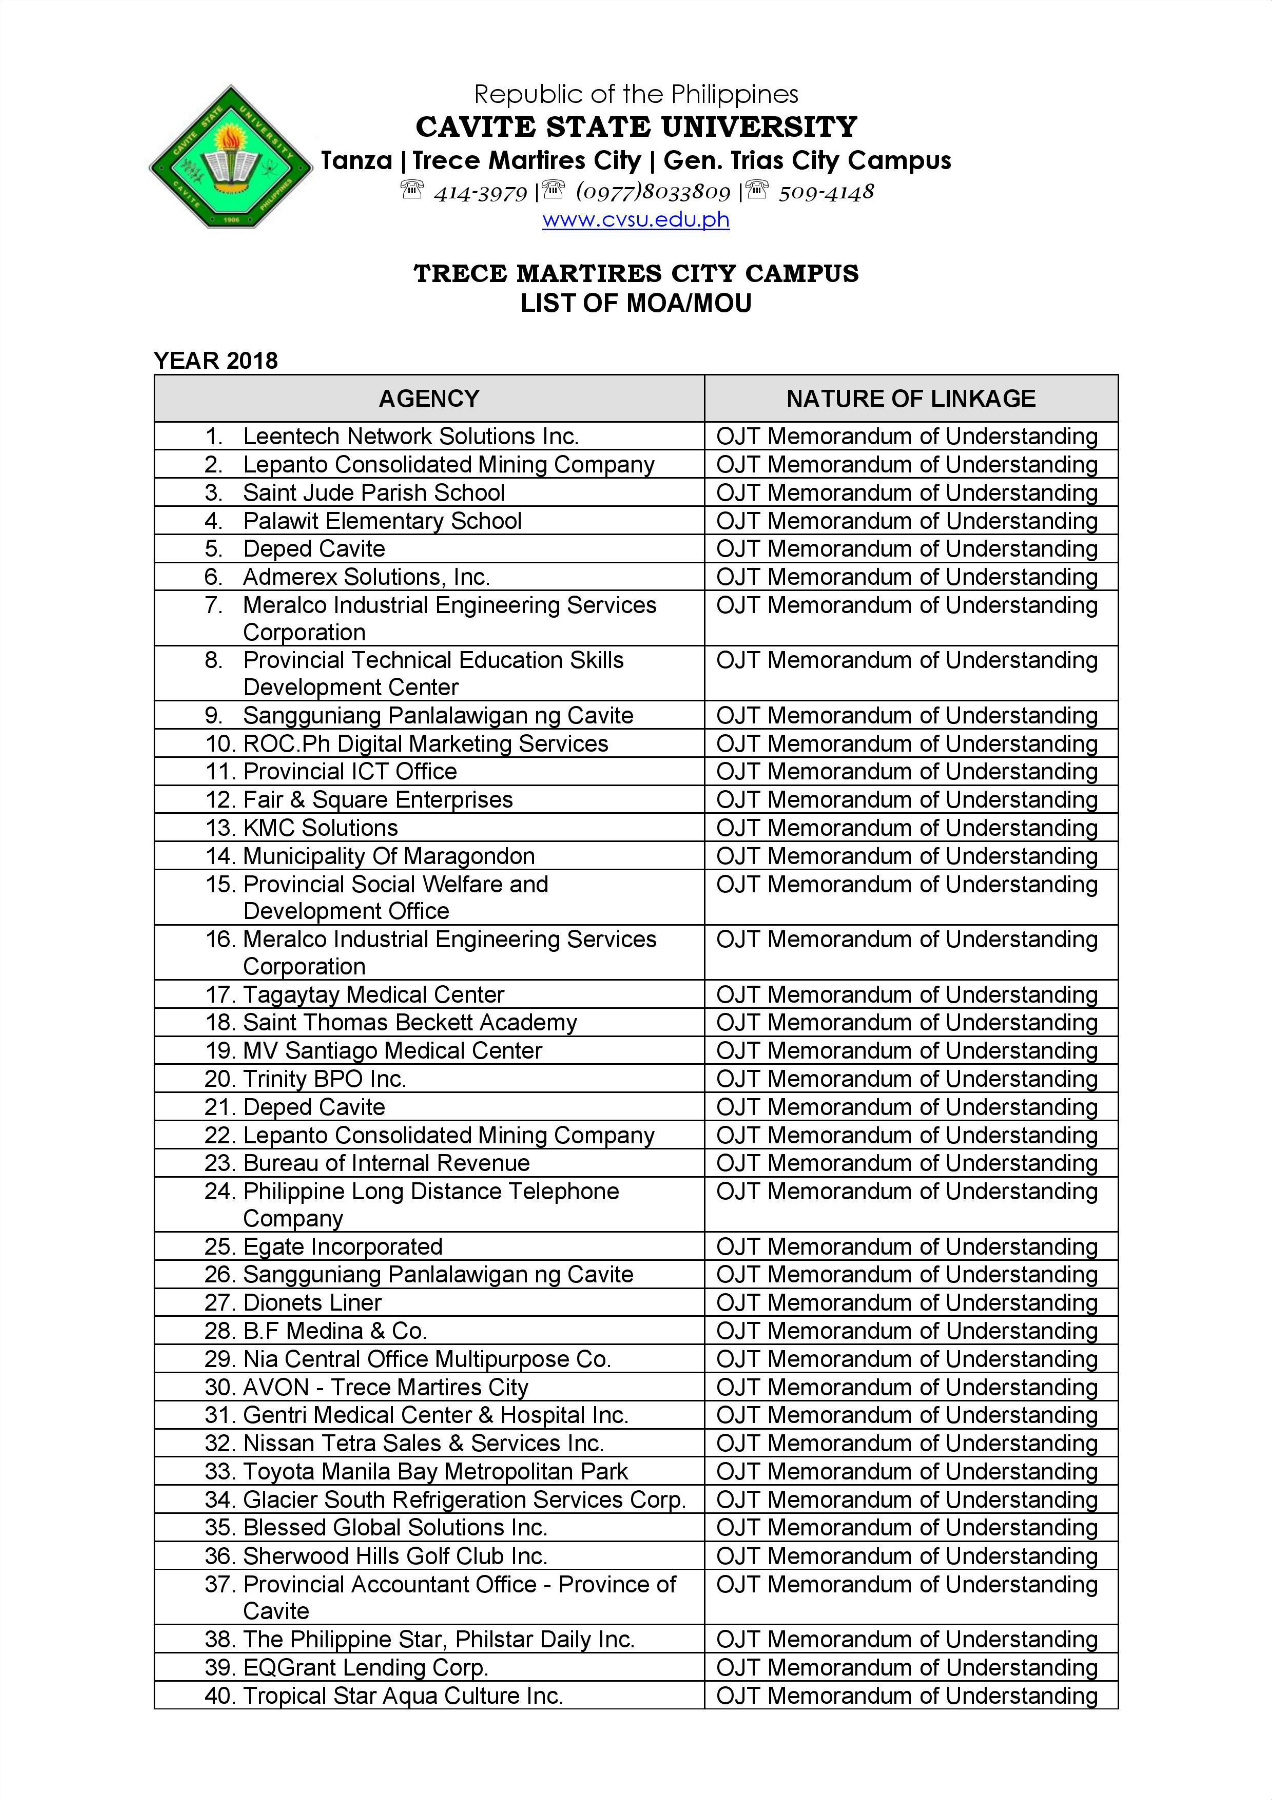 Republic of the Philippines
CAVITE STATE UNIVERSITY
Tanza | Trece Martires City | Gen. Trias City Campus
☏ 414-3979 |☏ (0977)8033809 |☏ 509-4148
www.cvsu.edu.ph
CAVITE STATE UNIVERSITY
CAVITE PHILIPPINES
1906
TRECE MARTIRES CITY CAMPUS
LIST OF MOA/MOU
YEAR 2018
AGENCY NATURE OF LINKAGE
1. Leentech Network Solutions Inc. OJT Memorandum of Understanding
2. Lepanto Consolidated Mining Company OJT Memorandum of Understanding
3. Saint Jude Parish School OJT Memorandum of Understanding
4. Palawit Elementary School OJT Memorandum of Understanding
5. Deped Cavite OJT Memorandum of Understanding
6. Admerex Solutions, Inc. OJT Memorandum of Understanding
7. Meralco Industrial Engineering Services OJT Memorandum of Understanding
Corporation
8. Provincial Technical Education Skills OJT Memorandum of Understanding
Development Center
9. Sangguniang Panlalawigan ng Cavite OJT Memorandum of Understanding
10. ROC.Ph Digital Marketing Services OJT Memorandum of Understanding
11. Provincial ICT Office OJT Memorandum of Understanding
12. Fair & Square Enterprises OJT Memorandum of Understanding
13. KMC Solutions OJT Memorandum of Understanding
14. Municipality Of Maragondon OJT Memorandum of Understanding
15. Provincial Social Welfare and OJT Memorandum of Understanding
Development Office
16. Meralco Industrial Engineering Services OJT Memorandum of Understanding
Corporation
17. Tagaytay Medical Center OJT Memorandum of Understanding
18. Saint Thomas Beckett Academy OJT Memorandum of Understanding
19. MV Santiago Medical Center OJT Memorandum of Understanding
20. Trinity BPO Inc. OJT Memorandum of Understanding
21. Deped Cavite OJT Memorandum of Understanding
22. Lepanto Consolidated Mining Company OJT Memorandum of Understanding
23. Bureau of Internal Revenue OJT Memorandum of Understanding
24. Philippine Long Distance Telephone OJT Memorandum of Understanding
Company
25. Egate Incorporated OJT Memorandum of Understanding
26. Sangguniang Panlalawigan ng Cavite OJT Memorandum of Understanding
27. Dionets Liner OJT Memorandum of Understanding
28. B.F Medina & Co. OJT Memorandum of Understanding
29. Nia Central Office Multipurpose Co. OJT Memorandum of Understanding
30. AVON - Trece Martires City OJT Memorandum of Understanding
31. Gentri Medical Center & Hospital Inc. OJT Memorandum of Understanding
32. Nissan Tetra Sales & Services Inc. OJT Memorandum of Understanding
33. Toyota Manila Bay Metropolitan Park OJT Memorandum of Understanding
34. Glacier South Refrigeration Services Corp. OJT Memorandum of Understanding
35. Blessed Global Solutions Inc. OJT Memorandum of Understanding
36. Sherwood Hills Golf Club Inc. OJT Memorandum of Understanding
37. Provincial Accountant Office - Province of OJT Memorandum of Understanding
Cavite
38. The Philippine Star, Philstar Daily Inc. OJT Memorandum of Understanding
39. EQGrant Lending Corp. OJT Memorandum of Understanding
40. Tropical Star Aqua Culture Inc. OJT Memorandum of Understanding